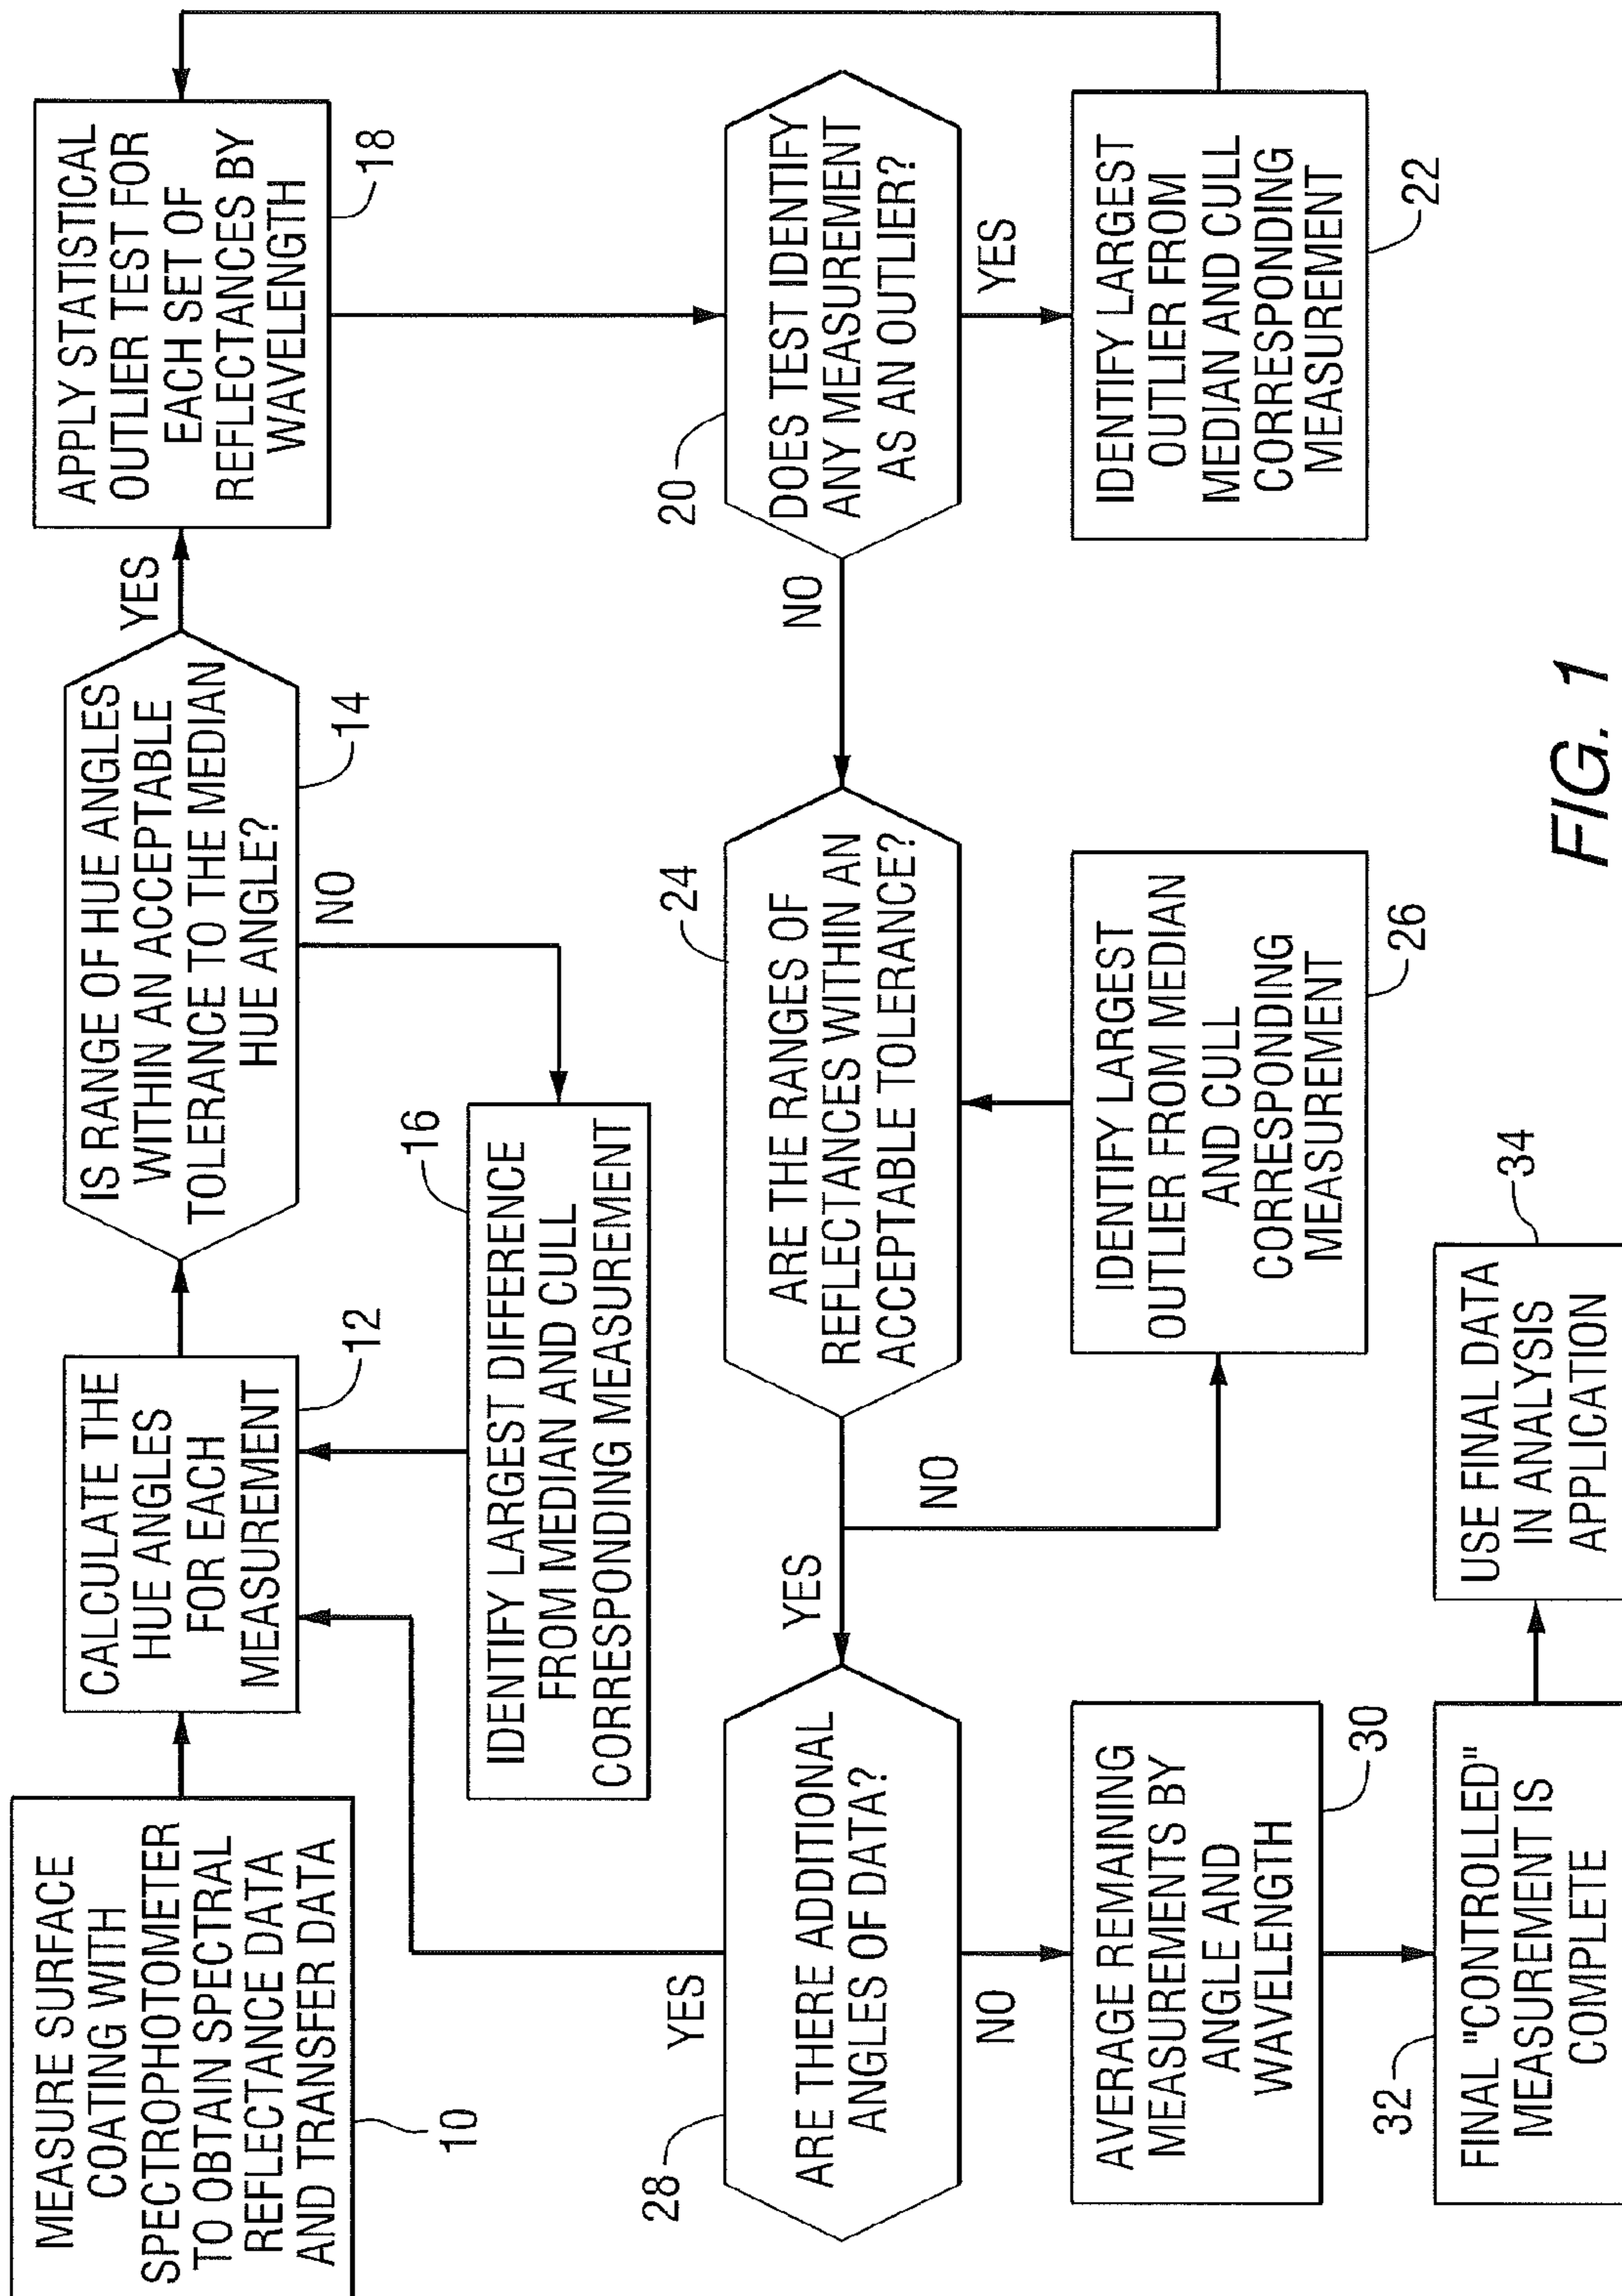 MEASURE SURFACE
COATING WITH
SPECTROPHOTOMETER
TO OBTAIN SPECTRAL
REFLECTANCE DATA
AND TRANSFER DATA
10
CALCULATE THE
HUE ANGLES
FOR EACH
MEASUREMENT
12
IS RANGE OF HUE ANGLES
WITHIN AN ACCEPTABLE
TOLERANCE TO THE MEDIAN
HUE ANGLE?
14
YES
NO
16
IDENTIFY LARGEST DIFFERENCE
FROM MEDIAN AND CULL
CORRESPONDING MEASUREMENT
APPLY STATISTICAL
OUTLIER TEST FOR
EACH SET OF
REFLECTANCES BY
WAVELENGTH
18
20
DOES TEST IDENTIFY
ANY MEASUREMENT
AS AN OUTLIER?
YES
NO
IDENTIFY LARGEST
OUTLIER FROM
MEDIAN AND CULL
CORRESPONDING
MEASUREMENT
22
24
ARE THE RANGES OF
REFLECTANCES WITHIN AN
ACCEPTABLE TOLERANCE?
YES
NO
IDENTIFY LARGEST
OUTLIER FROM MEDIAN
AND CULL
CORRESPONDING
MEASUREMENT
26
28
ARE THERE ADDITIONAL
ANGLES OF DATA?
YES
NO
AVERAGE REMAINING
MEASUREMENTS BY
ANGLE AND
WAVELENGTH
30
32
FINAL "CONTROLLED"
MEASUREMENT IS
COMPLETE
34
USE FINAL DATA
IN ANALYSIS
APPLICATION
FIG. 1